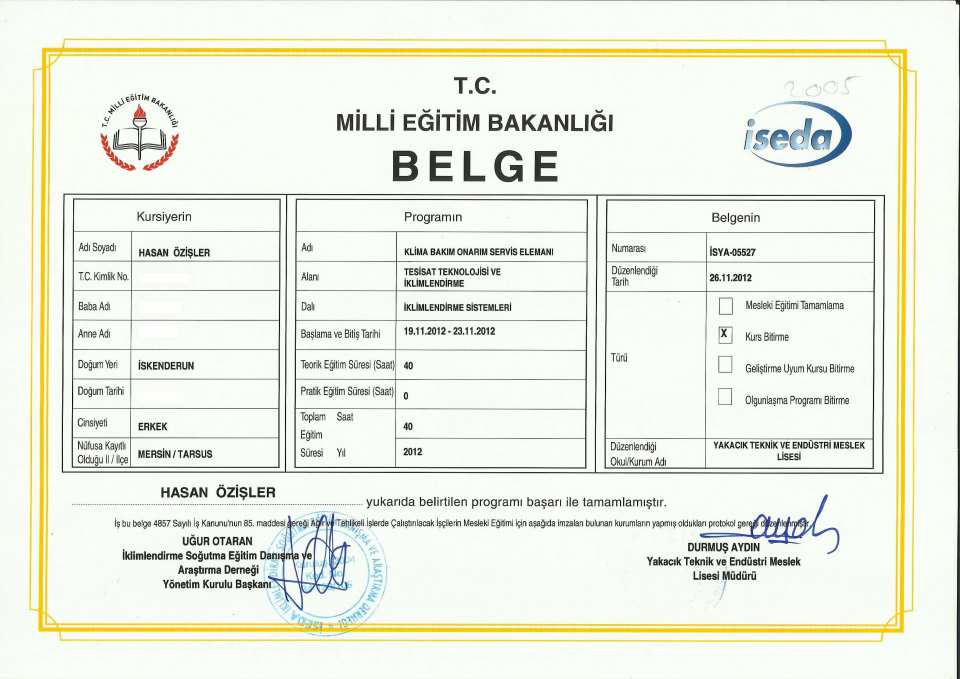 2005
T.C. MİLLİ EĞİTİM BAKANLIĞI
T.C.
MİLLİ EĞİTİM BAKANLIĞI
BELGE
iseda
Kursiyerin
Adı Soyadı HASAN ÖZİŞLER
T.C. Kimlik No.
Baba Adı
Anne Adı
Doğum Yeri İSKENDERUN
Doğum Tarihi
Cinsiyeti ERKEK
Nüfusa Kayıtlı
Olduğu İl / İlçe MERSİN / TARSUS
Programın
Adı KLİMA BAKIM ONARIM SERVİS ELEMANI
Alanı TESİSAT TEKNOLOJİSİ VE
İKLİMLENDİRME
Dalı İKLİMLENDİRME SİSTEMLERİ
Başlama ve Bitiş Tarihi 19.11.2012 - 23.11.2012
Teorik Eğitim Süresi (Saat) 40
Pratik Eğitim Süresi (Saat) 0
Toplam Saat 40
Eğitim
Süresi Yıl 2012
Belgenin
Numarası İSYA-05527
Düzenlendiği
Tarih 26.11.2012
Türü
Mesleki Eğitimi Tamamlama
X Kurs Bitirme
Geliştirme Uyum Kursu Bitirme
Olgunlaşma Programı Bitirme
Düzenlendiği
Okul/Kurum Adı YAKACIK TEKNİK VE ENDÜSTRİ MESLEK
LİSESİ
HASAN ÖZİŞLER
yukarıda belirtilen programı başarı ile tamamlamıştır.
İş bu belge 4857 Sayılı İş Kanunu'nun 85. maddesi gereği Ağır ve Tehlikeli İşlerde Çalıştırılacak İşçilerin Mesleki Eğitimi için aşağıda imzaları bulunan kurumların yapmış oldukları protokol gereği düzenlenmiştir.
UĞUR OTARAN
İklimlendirme Soğutma Eğitim Danışma ve
Araştırma Derneği
Yönetim Kurulu Başkanı
DURMUŞ AYDIN
Yakacık Teknik ve Endüstri Meslek
Lisesi Müdürü